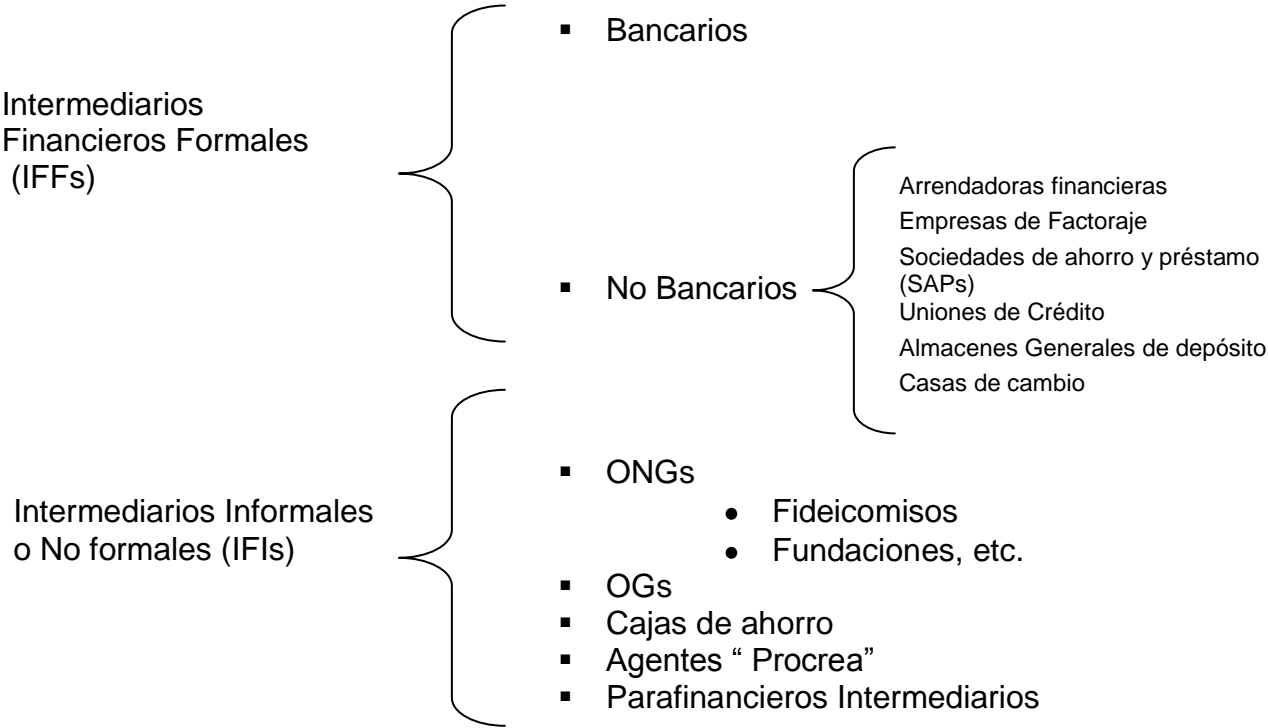 Intermediarios
Financieros Formales
(IFFs)
▪ Bancarios
▪ No Bancarios
Arrendadoras financieras
Empresas de Factoraje
Sociedades de ahorro y préstamo
(SAPs)
Uniones de Crédito
Almacenes Generales de depósito
Casas de cambio
Intermediarios Informales
o No formales (IFIs)
▪ ONGs
• Fideicomisos
• Fundaciones, etc.
▪ OGs
▪ Cajas de ahorro
▪ Agentes “ Procrea”
▪ Parafinancieros Intermediarios